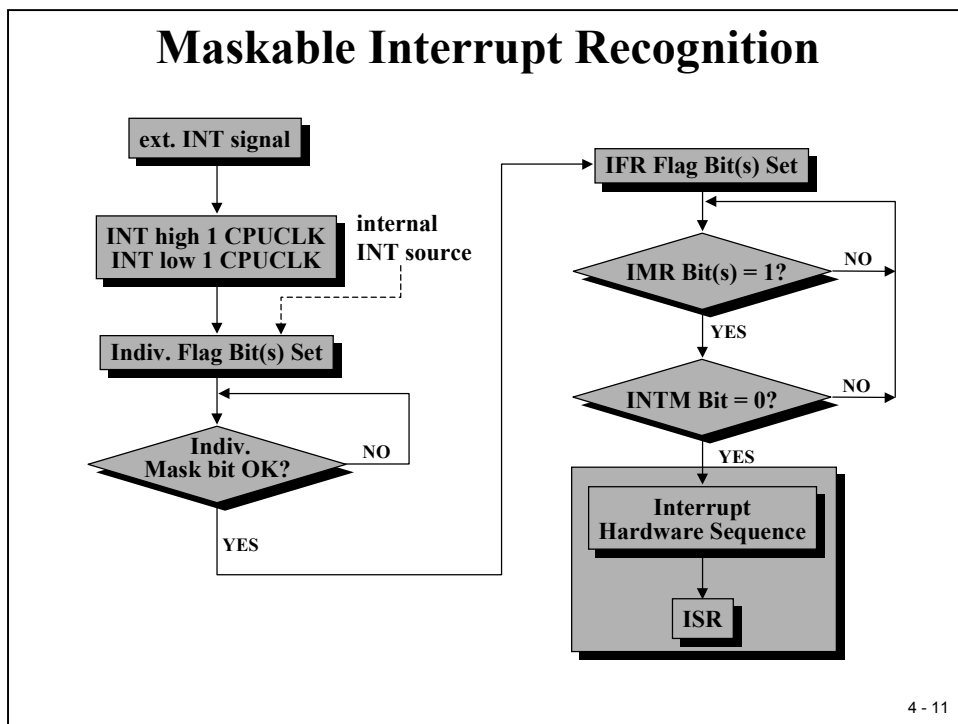 Maskable Interrupt Recognition
ext. INT signal
INT high 1 CPUCLK
INT low 1 CPUCLK
internal
INT source
Indiv. Flag Bit(s) Set
Indiv.
Mask bit OK?
NO
YES
IFR Flag Bit(s) Set
IMR Bit(s) = 1?
NO
YES
INTM Bit = 0?
NO
YES
Interrupt
Hardware Sequence
ISR
4 - 11